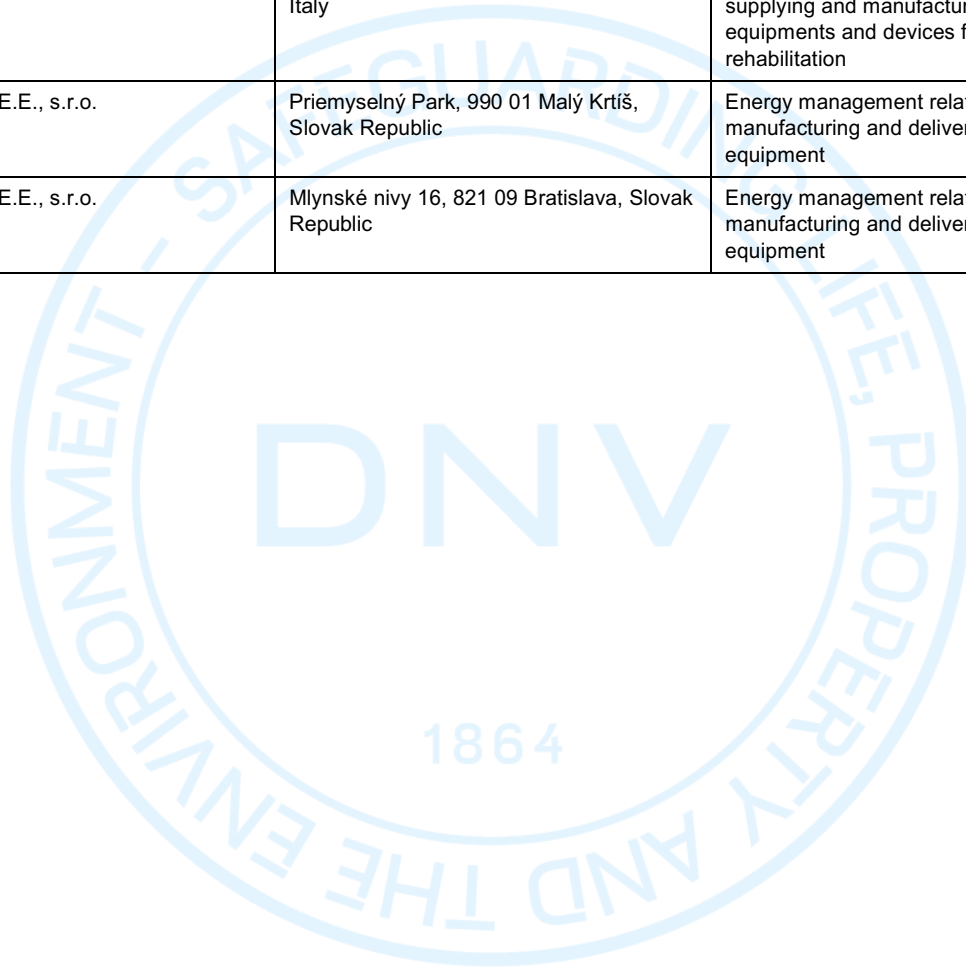 Italy
supplying and manufactur
equipments and devices f
rehabilitation
E.E., s.r.o.
Priemyselný Park, 990 01 Malý Krtíš,
Slovak Republic
Energy management relat
manufacturing and deliver
equipment
E.E., s.r.o.
Mlynské nivy 16, 821 09 Bratislava, Slovak
Republic
Energy management relat
manufacturing and deliver
equipment
SAFEGUARDING LIFE, PROPERTY AND THE ENVIRONMENT -
DNV
1864